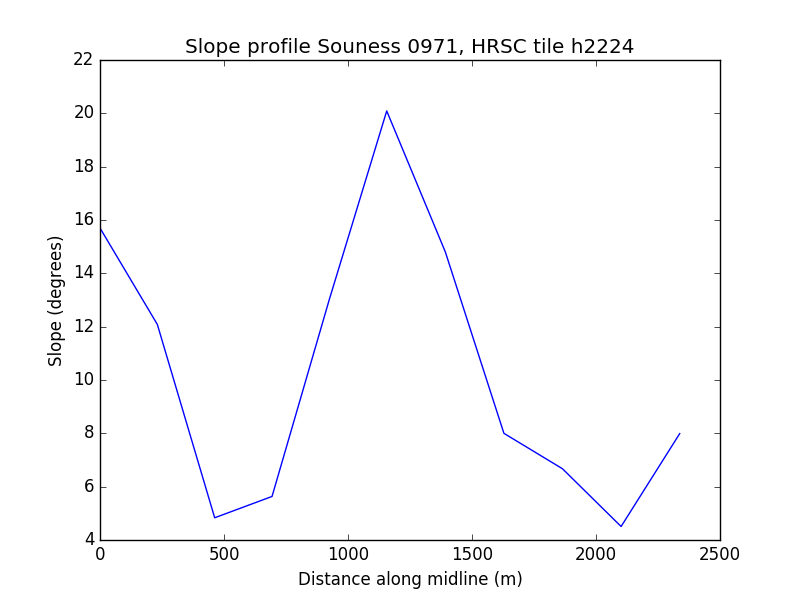 Slope profile Souness 0971, HRSC tile h2224
22
20
18
16
14
12
10
8
6
4
Slope (degrees)
0 500 1000 1500 2000 2500
Distance along midline (m)